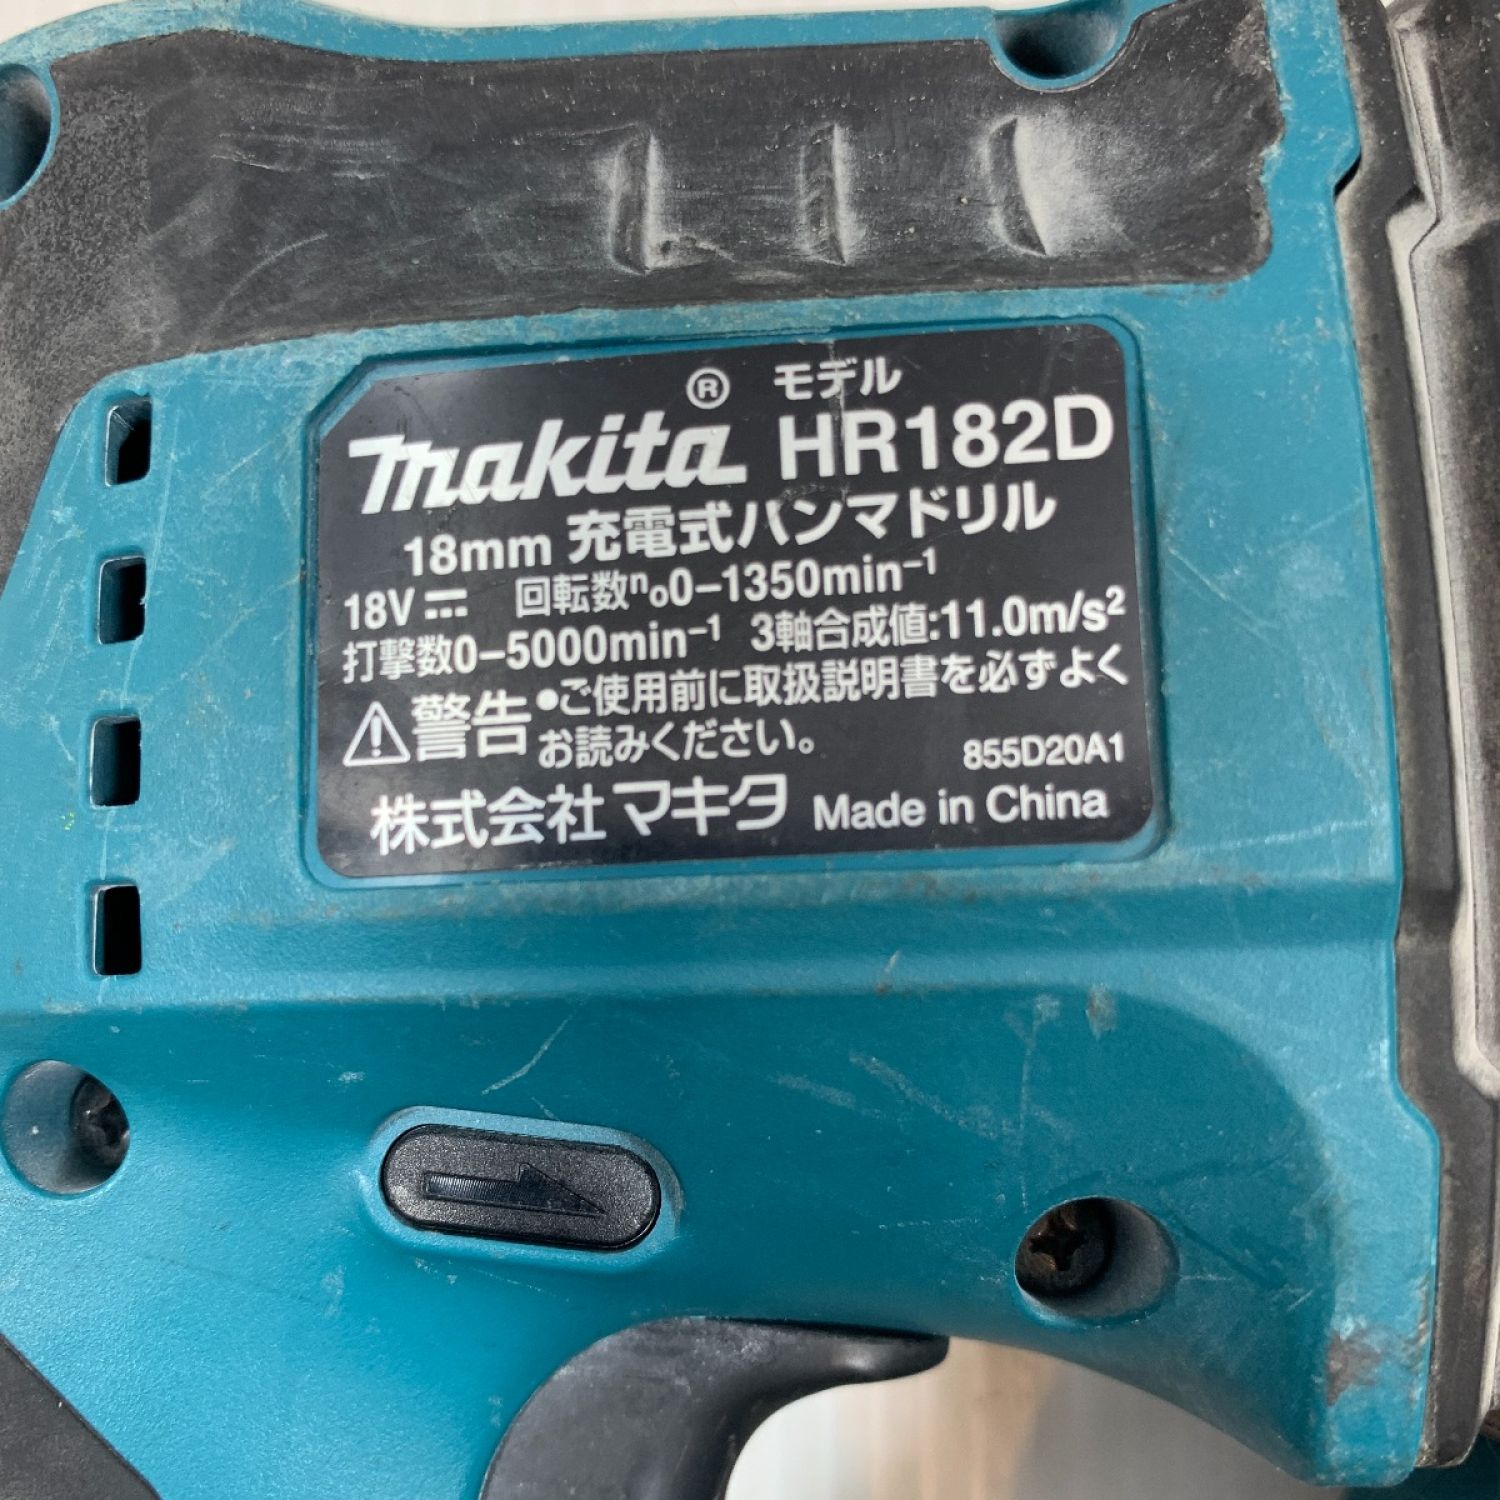 makita® モデル HR182D
18mm 充電式ハンマドリル
18V 回転数n₀0-1350min⁻¹
打撃数0-5000min⁻¹ 3軸合成値:11.0m/s²
警告 •ご使用前に取扱説明書を必ずよく
お読みください。 855D20A1
株式会社マキタ Made in China